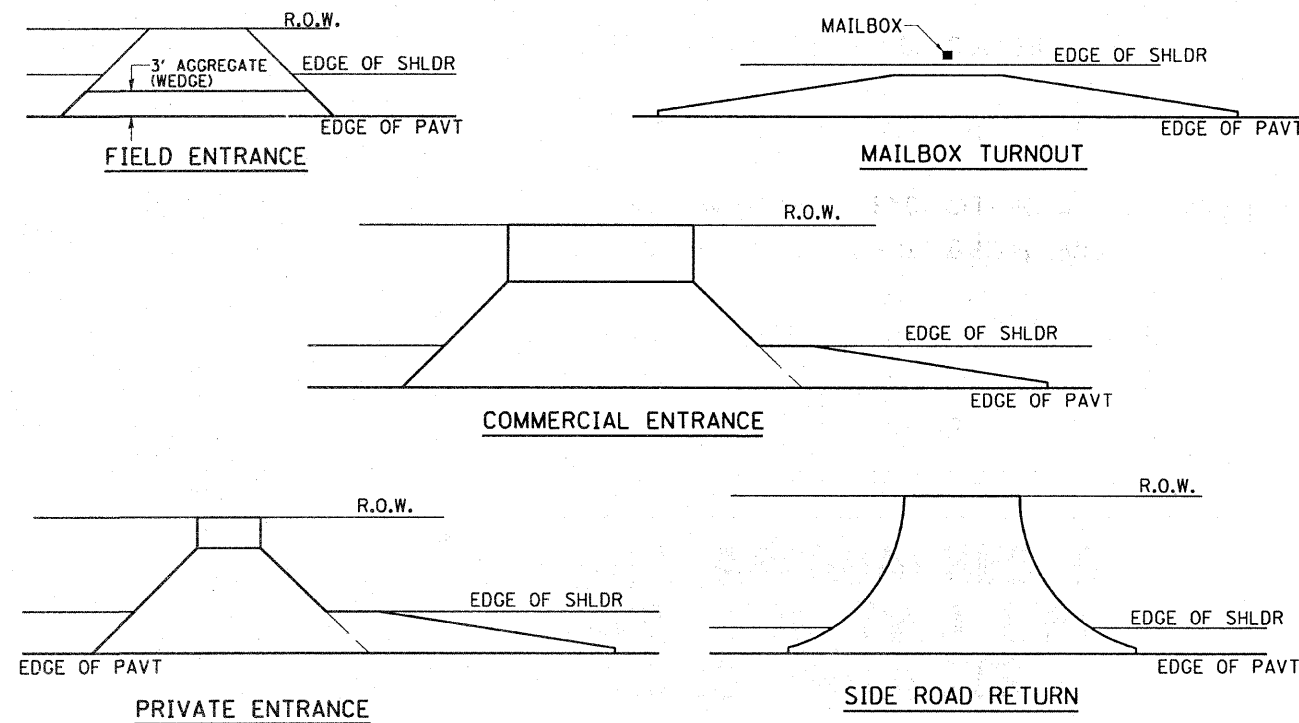 R.O.W.
3' AGGREGATE
(WEDGE)
EDGE OF SHLDR
EDGE OF PAVT
FIELD ENTRANCE
MAILBOX
EDGE OF SHLDR
EDGE OF PAVT
MAILBOX TURNOUT
R.O.W.
EDGE OF SHLDR
EDGE OF PAVT
COMMERCIAL ENTRANCE
R.O.W.
EDGE OF SHLDR
EDGE OF PAVT
PRIVATE ENTRANCE
R.O.W.
EDGE OF SHLDR
EDGE OF PAVT
SIDE ROAD RETURN